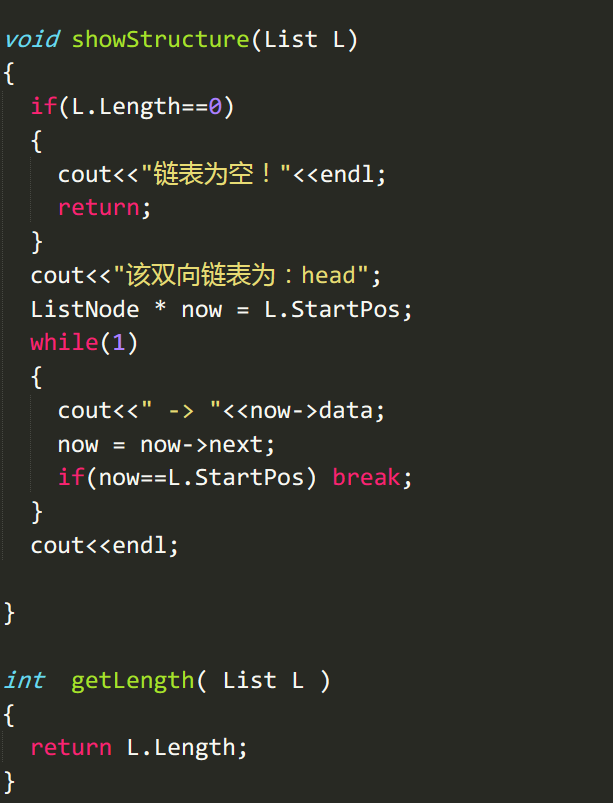 void showStructure(List L)
{
if(L.Length==0)
{
cout<<"链表为空！"<<endl;
return;
}
cout<<"该双向链表为：head";
ListNode * now = L.StartPos;
while(1)
{
cout<<" -> "<<now->data;
now = now->next;
if(now==L.StartPos) break;
}
cout<<endl;
}
int  getLength( List L )
{
return L.Length;
}